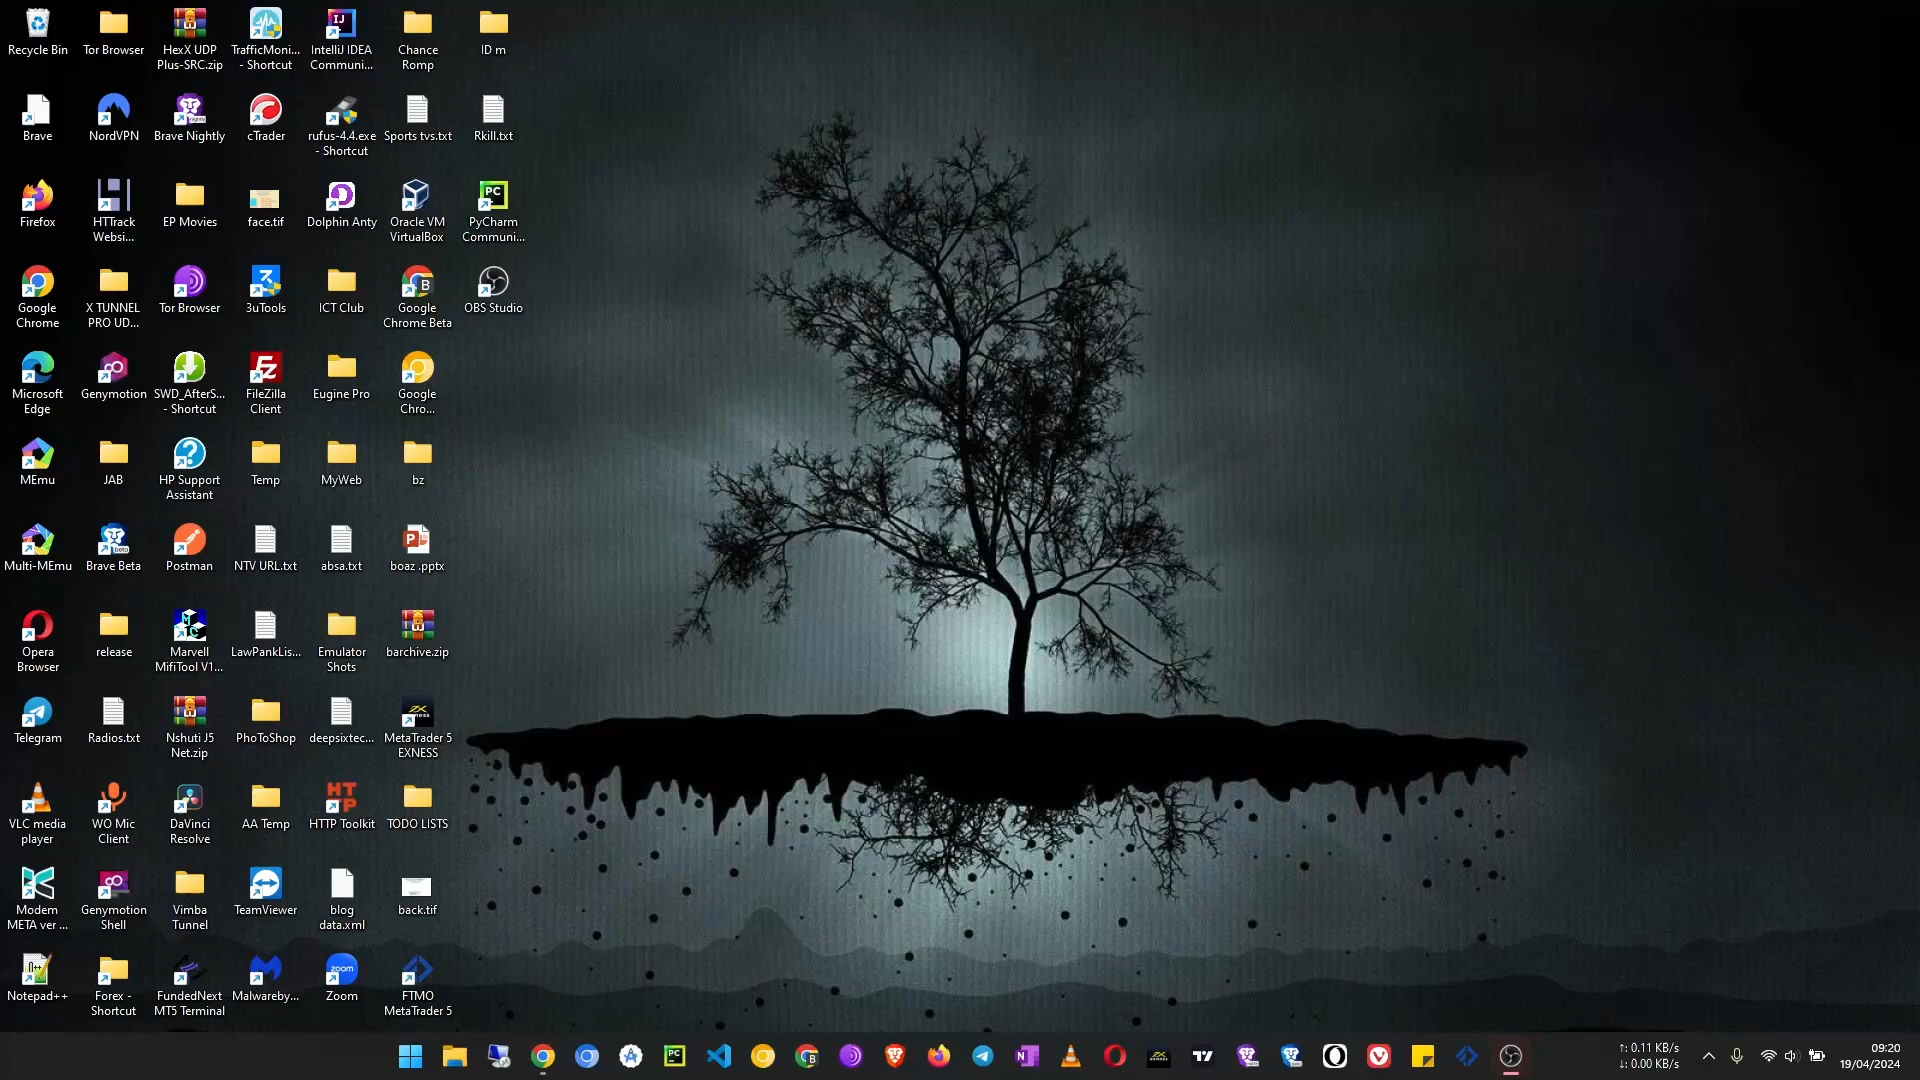 Recycle Bin
Tor Browser
HexX UDP
Plus-SRC.zip
TrafficMoni...
- Shortcut
IntelliJ IDEA
Communi...
Chance
Romp
ID m
Brave
NordVPN
Brave Nightly
cTrader
rufus-4.4.exe
- Shortcut
Sports tvs.txt
Rkill.txt
Firefox
HTTrack
Websi...
EP Movies
face.tif
Dolphin Anty
Oracle VM
VirtualBox
PyCharm
Communi...
Google
Chrome
X TUNNEL
PRO UD...
Tor Browser
3uTools
ICT Club
Google
Chrome Beta
OBS Studio
Microsoft
Edge
Genymotion
SWD_AfterS...
- Shortcut
FileZilla
Client
Eugine Pro
Google
Chro...
MEmu
JAB
HP Support
Assistant
Temp
MyWeb
bz
Multi-MEmu
Brave Beta
Postman
NTV URL.txt
absa.txt
boaz .pptx
Opera
Browser
release
Marvell
MifiTool V1...
LawPankLis...
Emulator
Shots
barchive.zip
Telegram
Radios.txt
Nshuti J5
Net.zip
PhoToShop
deepsixtec...
MetaTrader 5
EXNESS
VLC media
player
WO Mic
Client
DaVinci
Resolve
AA Temp
HTTP Toolkit
TODO LISTS
Modem
META ver ...
Genymotion
Shell
Vimba
Tunnel
TeamViewer
blog
data.xml
back.tif
Notepad++
Forex -
Shortcut
FundedNext
MT5 Terminal
Malwareby...
Zoom
FTMO
MetaTrader 5
↑: 0.11 KB/s
↓: 0.00 KB/s
09:20
19/04/2024